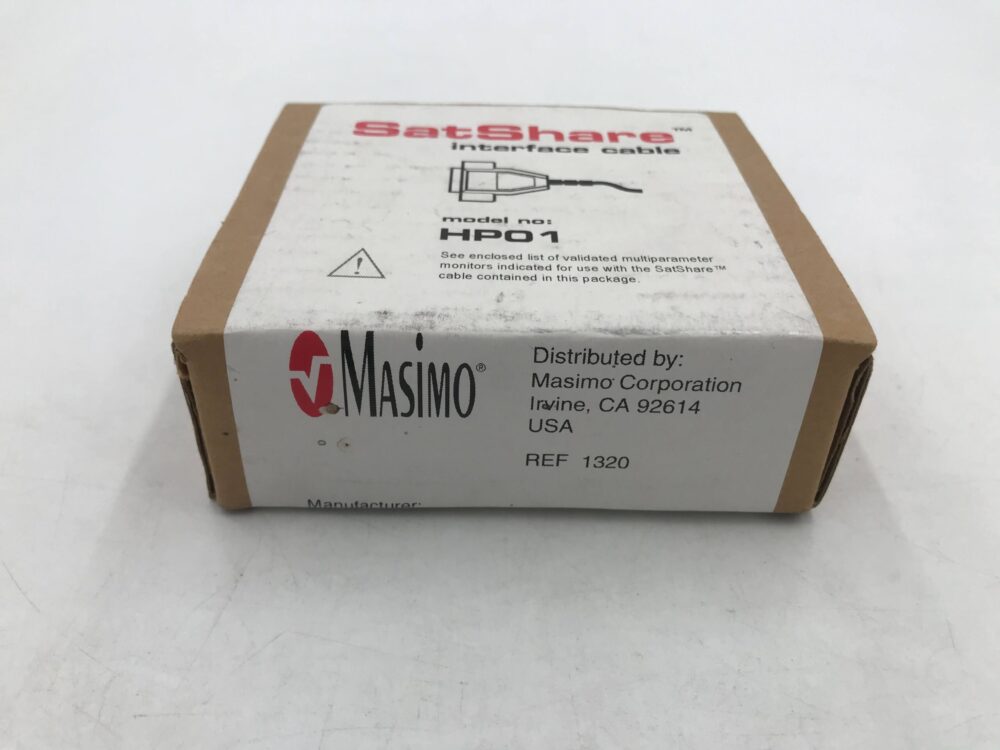 SatShare™
interface cable
model no:
HP01
See enclosed list of validated multiparameter
monitors indicated for use with the SatShare™
cable contained in this package.
MASIMO®
Distributed by:
Masimo Corporation
Irvine, CA 92614
USA
REF 1320
Manufacturer: